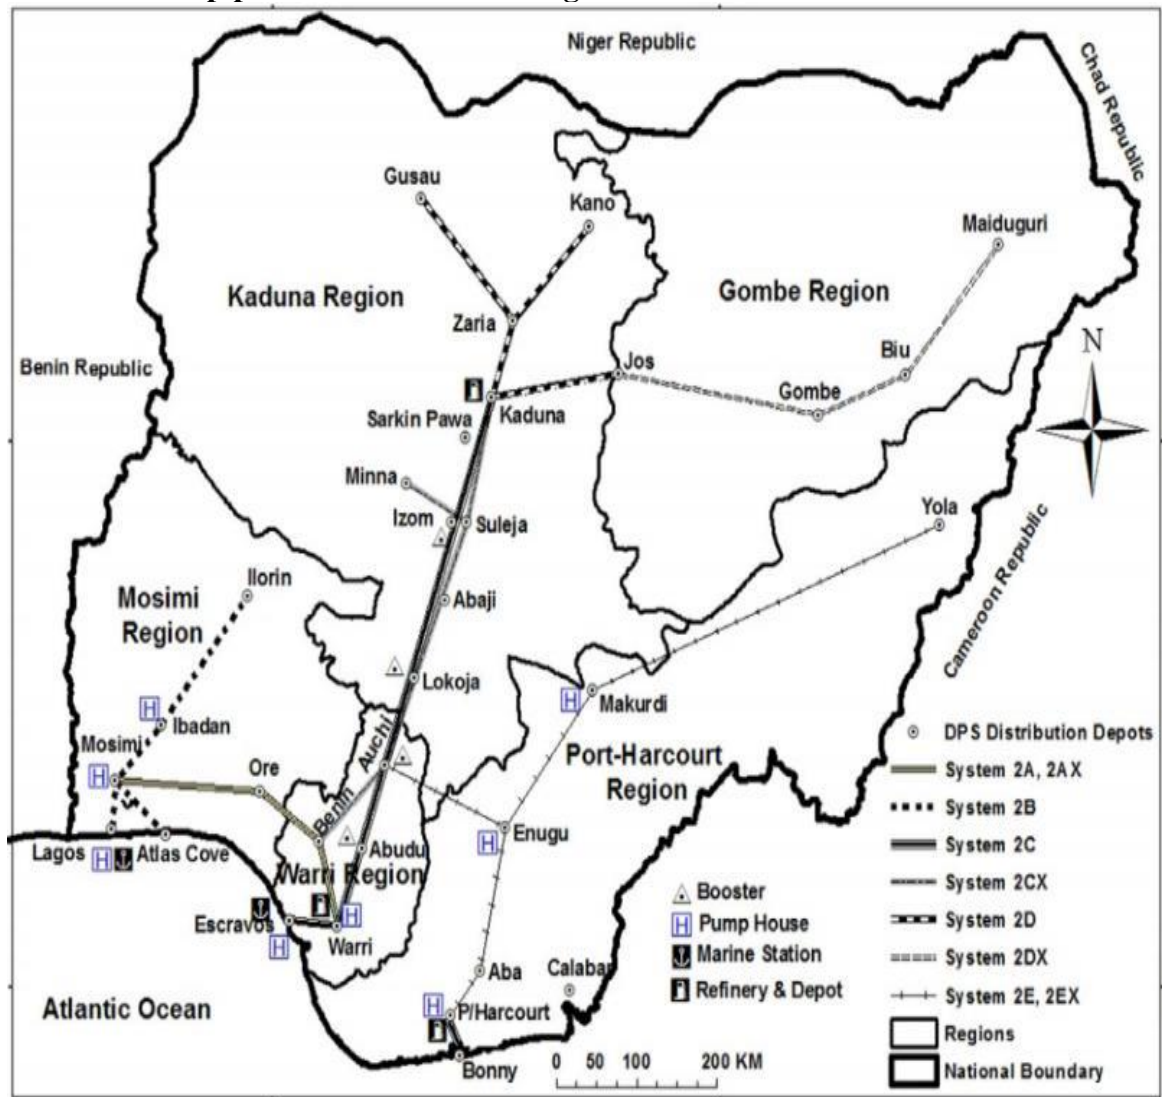 Niger Republic
Chad Republic
Gusau
Kano
Maiduguri
Kaduna Region
Gombe Region
Zaria
N
Benin Republic
Jos
Biu
Gombe
Kaduna
Sarkin Pawa
Minna
Izom
Suleja
Yola
Cameroon Republic
Ilorin
Abaji
Mosimi
Region
Lokoja
Makurdi
H
H
Ibadan
Mosimi
Auchi
Port-Harcourt
Region
DPS Distribution Depots
Ore
H
System 2A, 2AX
Benin
System 2B
Enugu
H
Lagos
H
Atlas Cove
Abudu
System 2C
Warri Region
System 2CX
Booster
Escravos
H
H
Pump House
System 2D
Warri
H
Marine Station
System 2DX
Aba
Calabar
Refinery & Depot
System 2E, 2EX
Atlantic Ocean
H
P/Harcourt
Regions
Bonny
0 50 100 200 KM
National Boundary